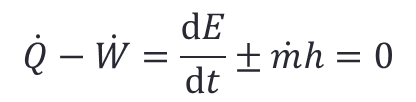 Q̇ − Ẇ = dE/dt ± ṁh = 0